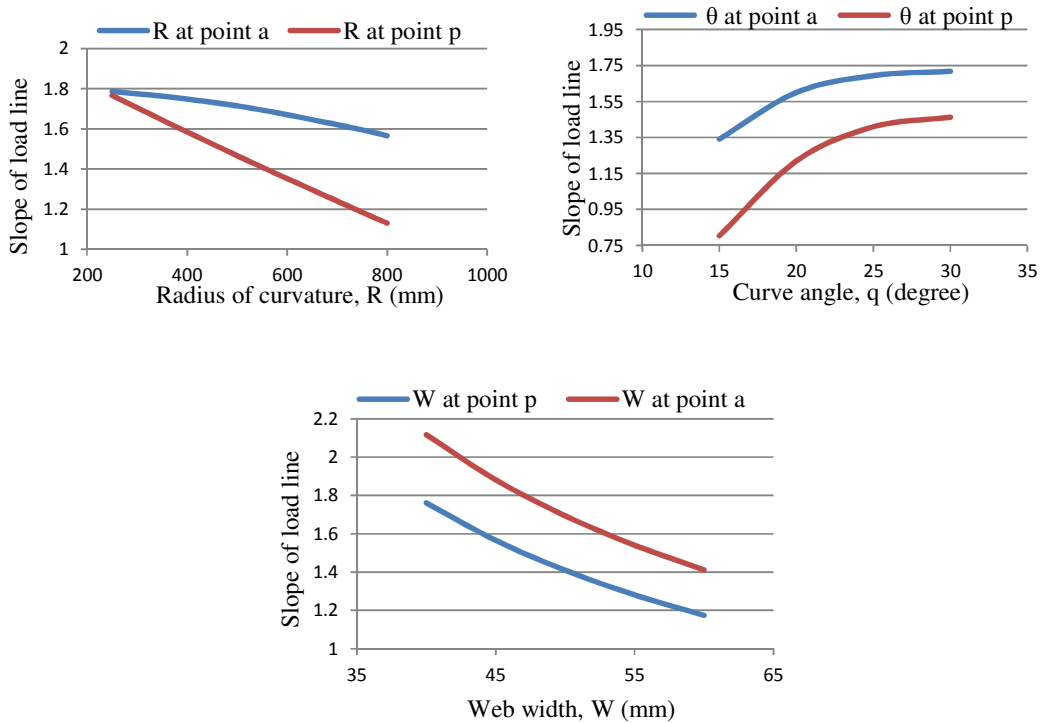 R at point a R at point p
2
1.8
1.6
1.4
1.2
1
Slope of load line
200 400 600 800 1000
Radius of curvature, R (mm)
θ at point a θ at point p
1.95
1.75
1.55
1.35
1.15
0.95
0.75
Slope of load line
10 15 20 25 30 35
Curve angle, q (degree)
W at point p W at point a
2.2
2
1.8
1.6
1.4
1.2
1
Slope of load line
35 45 55 65
Web width, W (mm)